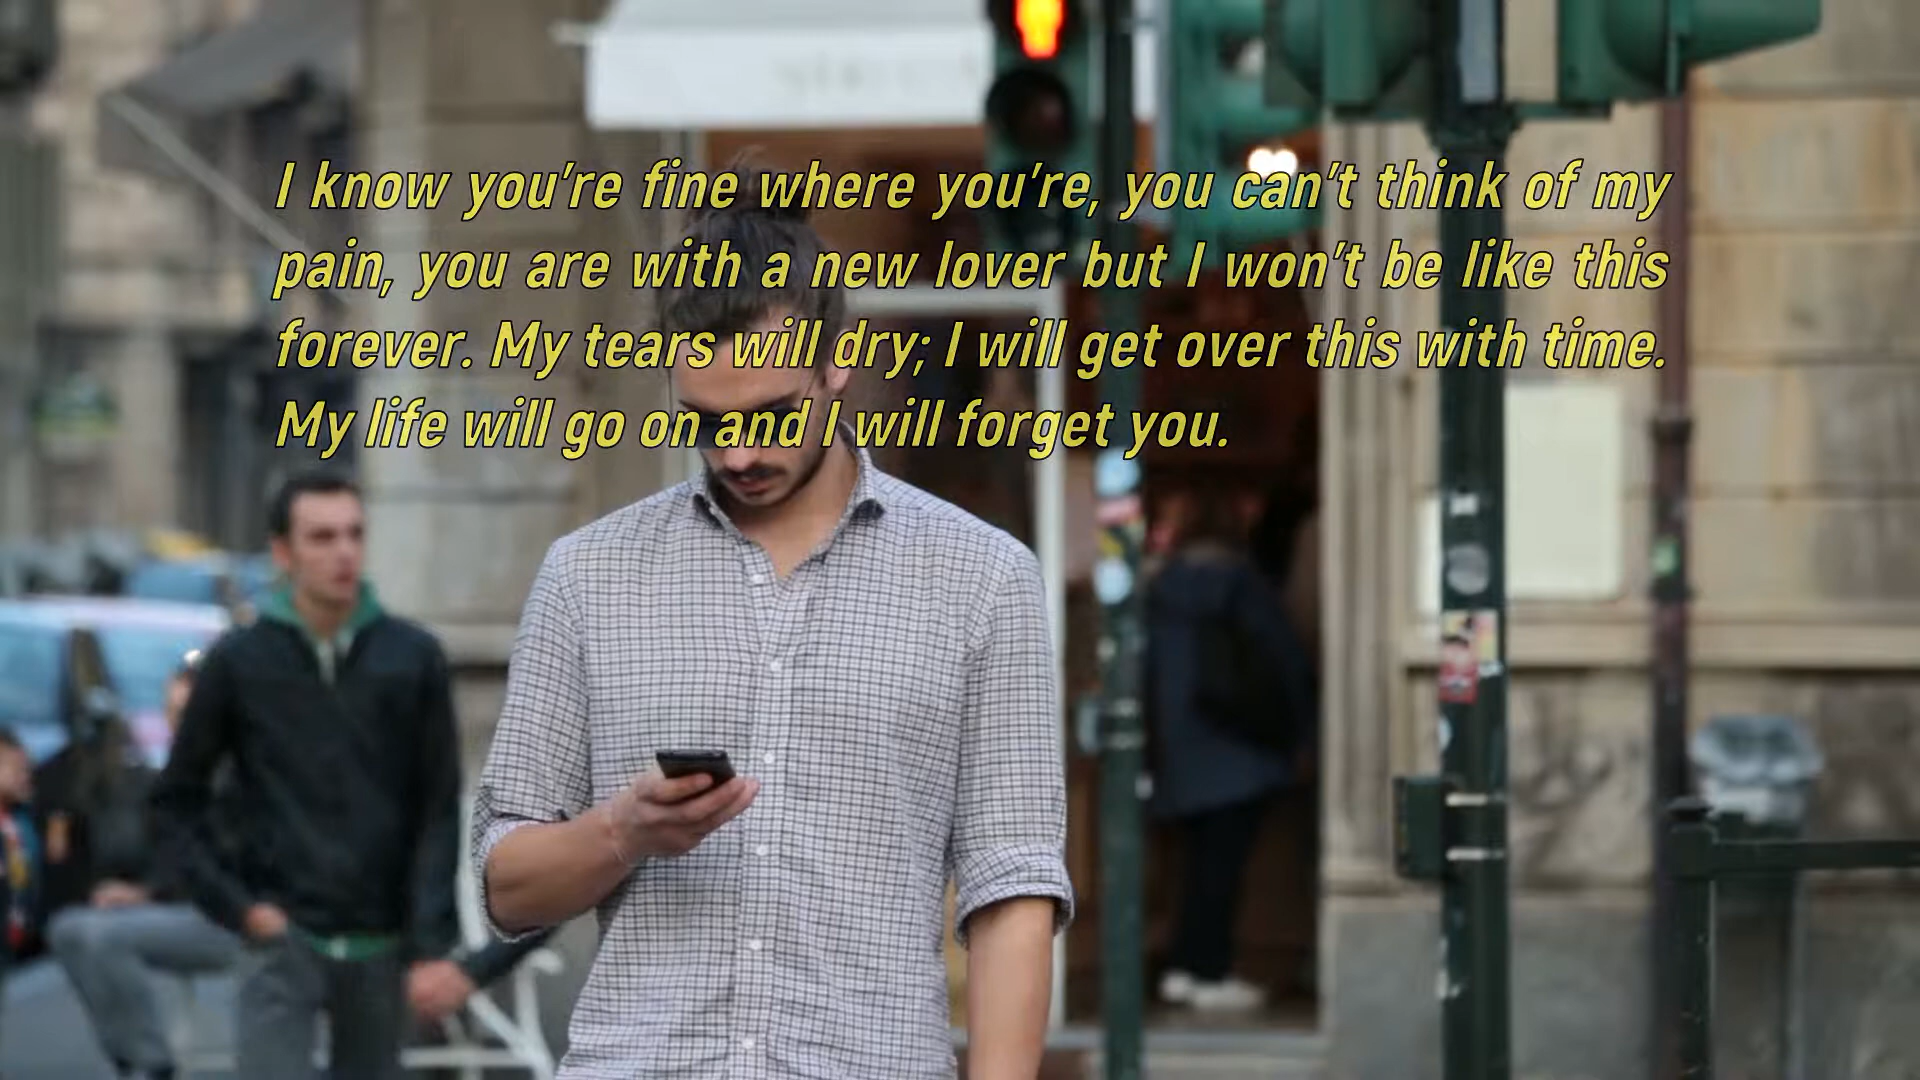 I know you're fine where you're, you can't think of my
pain, you are with a new lover but I won't be like this
forever. My tears will dry; I will get over this with time.
My life will go on and I will forget you.